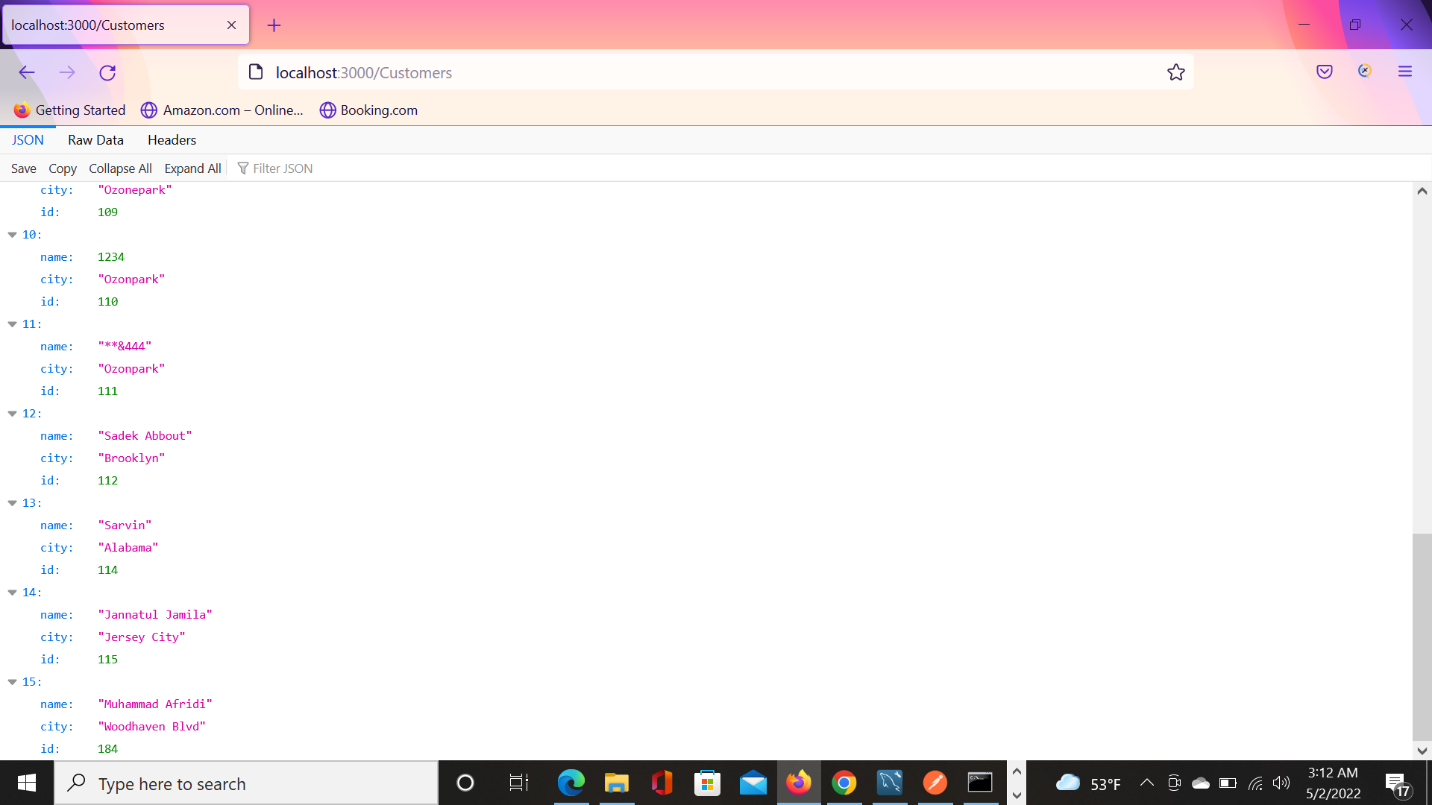 localhost:3000/Customers
localhost:3000/Customers
Getting Started Amazon.com – Online... Booking.com
JSON Raw Data Headers
Save Copy Collapse All Expand All Filter JSON
city: "Ozonepark"
id: 109
10:
name: 1234
city: "Ozonpark"
id: 110
11:
name: "**&444"
city: "Ozonpark"
id: 111
12:
name: "Sadek Abbout"
city: "Brooklyn"
id: 112
13:
name: "Sarvin"
city: "Alabama"
id: 114
14:
name: "Jannatul Jamila"
city: "Jersey City"
id: 115
15:
name: "Muhammad Afridi"
city: "Woodhaven Blvd"
id: 184
Type here to search 53°F 3:12 AM
5/2/2022 17